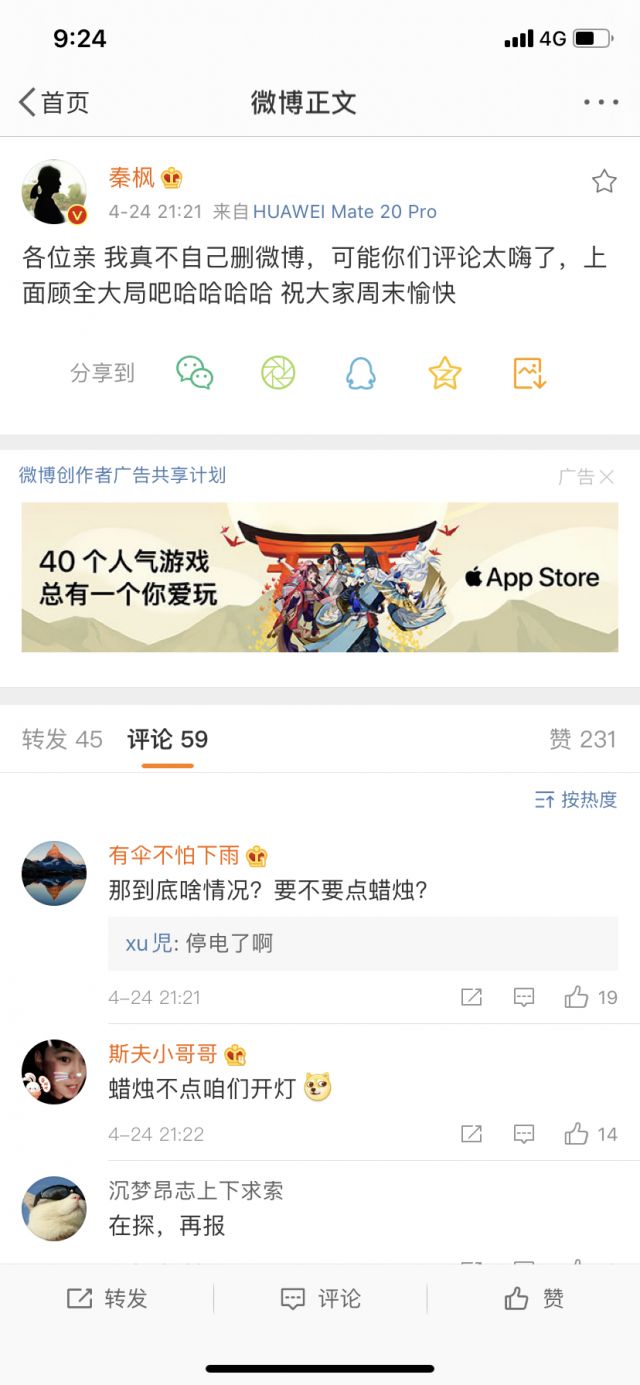 9:24
4G
首页
微博正文
秦枫
4-24 21:21 来自HUAWEI Mate 20 Pro
各位亲 我真不自己删微博，可能你们评论太嗨了，上
面顾全大局吧哈哈哈哈 祝大家周末愉快
分享到
微博创作者广告共享计划
广告
40 个人气游戏
总有一个你爱玩
App Store
转发 45 评论 59 赞 231
按热度
有伞不怕下雨
那到底啥情况？要不要点蜡烛？
xu児: 停电了啊
4-24 21:21
19
斯夫小哥哥
蜡烛不点咱们开灯
4-24 21:22
14
沉梦昂志上下求索
在探，再报
转发
评论
赞